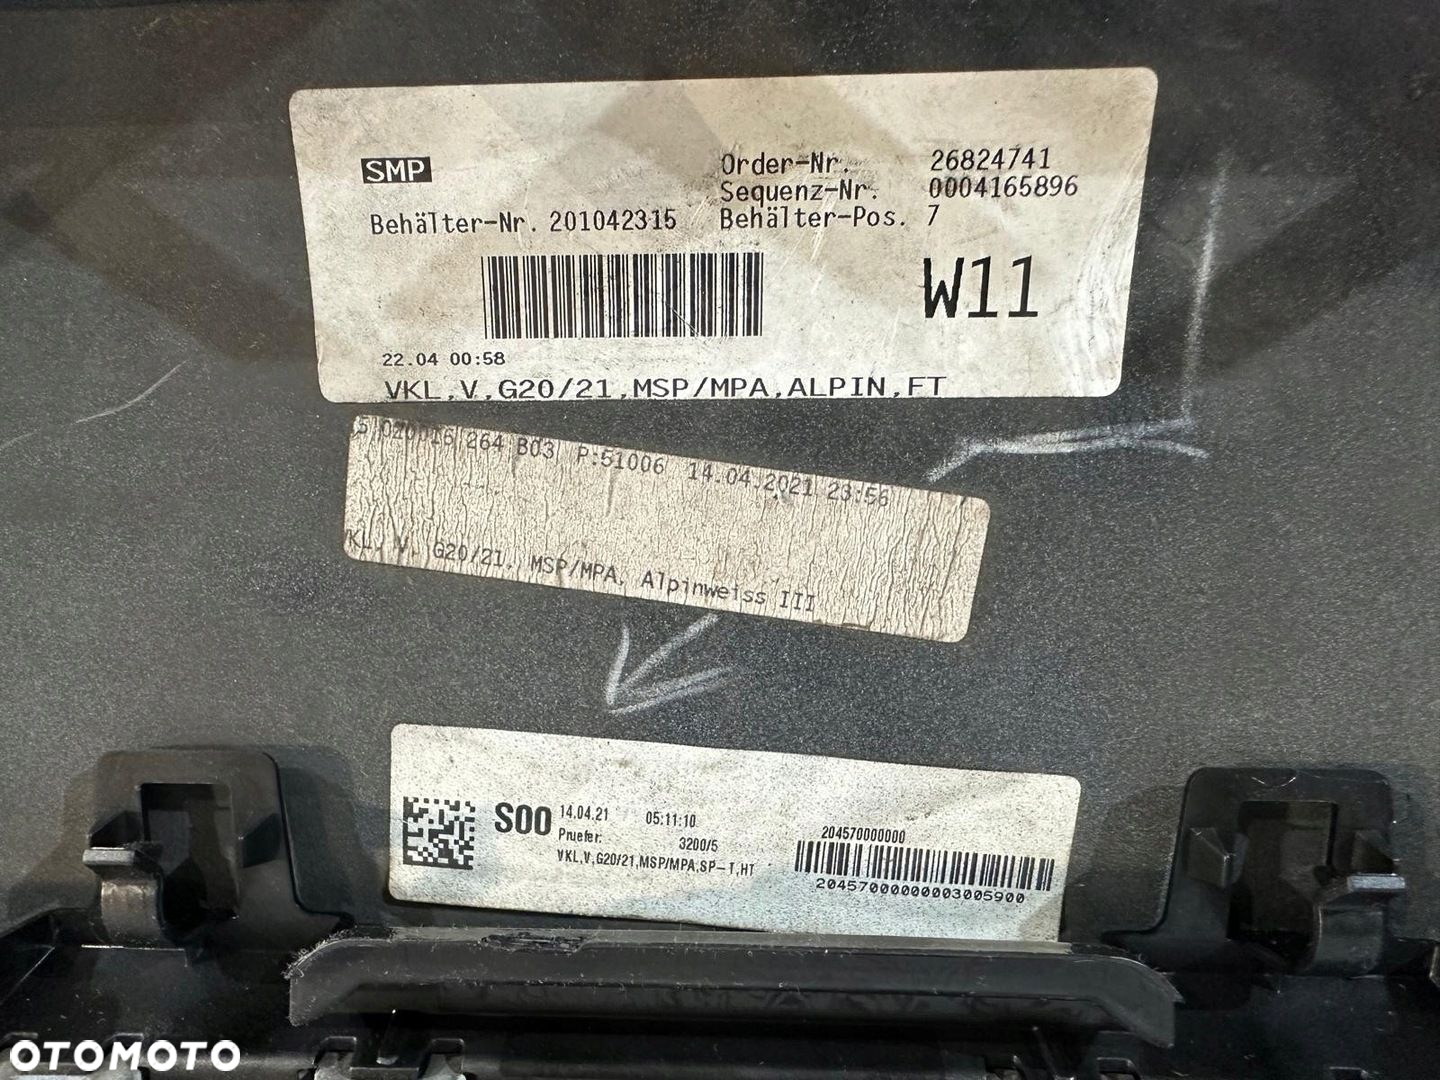 SMP
Order-Nr. 26824741
Sequenz-Nr. 0004165896
Behälter-Nr. 201042315 Behälter-Pos. 7
W11
22.04 00:58
VKL,V,G20/21,MSP/MPA,ALPIN,FT
264 B03 P:51006 14.04.2021 23:56
VKL, V, G20/21, MSP/MPA, Alpinweiss III
S00 14.04.21 05:11:10
Pruefer: 3200/5
VKL,V,G20/21,MSP/MPA,SP-T,HT
204570000000
20457000000003005900
OTOMOTO